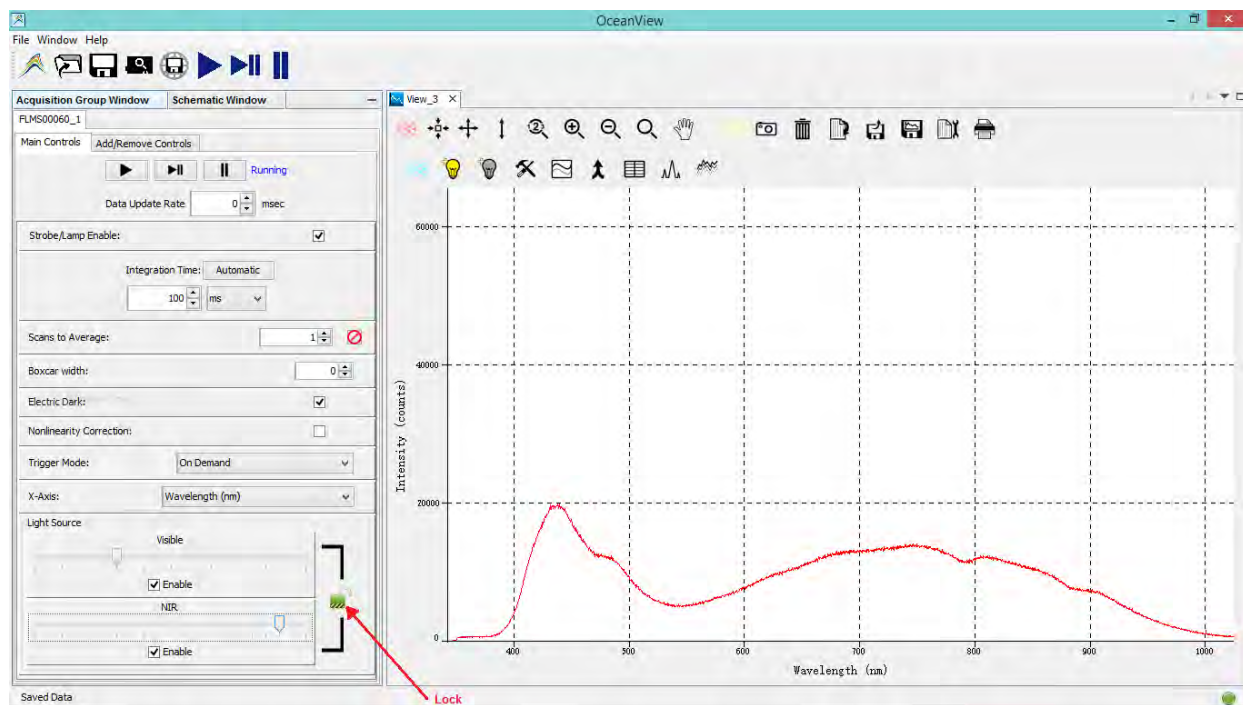 OceanView
File Window Help
Acquisition Group Window Schematic Window
View_3
FLMS00060_1
Main Controls Add/Remove Controls
Running
Data Update Rate 0 msec
Strobe/Lamp Enable:
Integration Time: Automatic
100 ms
Scans to Average: 1
Boxcar width: 0
Electric Dark:
Nonlinearity Correction:
Trigger Mode: On Demand
X-Axis: Wavelength (nm)
Light Source
Visible
Enable
NIR
Enable
Saved Data
Lock
2
60000
40000
20000
0
Intensity (counts)
400 500 600 700 800 900 1000
Wavelength (nm)